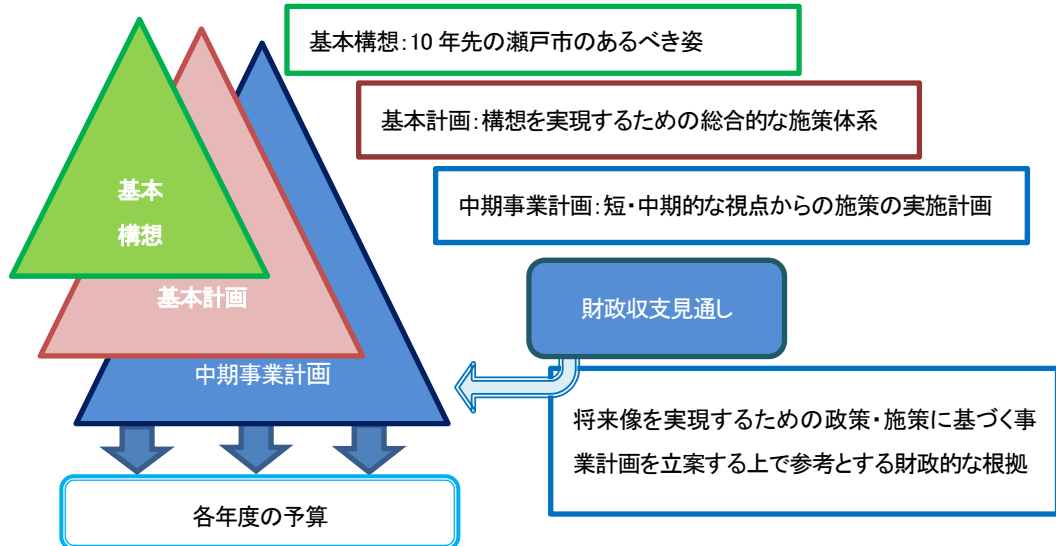 基本構想：10 年先の瀬戸市のあるべき姿
基本計画：構想を実現するための総合的な施策体系
中期事業計画：短・中期的な視点からの施策の実施計画
基本
構想
基本計画
中期事業計画
財政収支見通し
将来像を実現するための政策・施策に基づく事
業計画を立案する上で参考とする財政的な根拠
各年度の予算